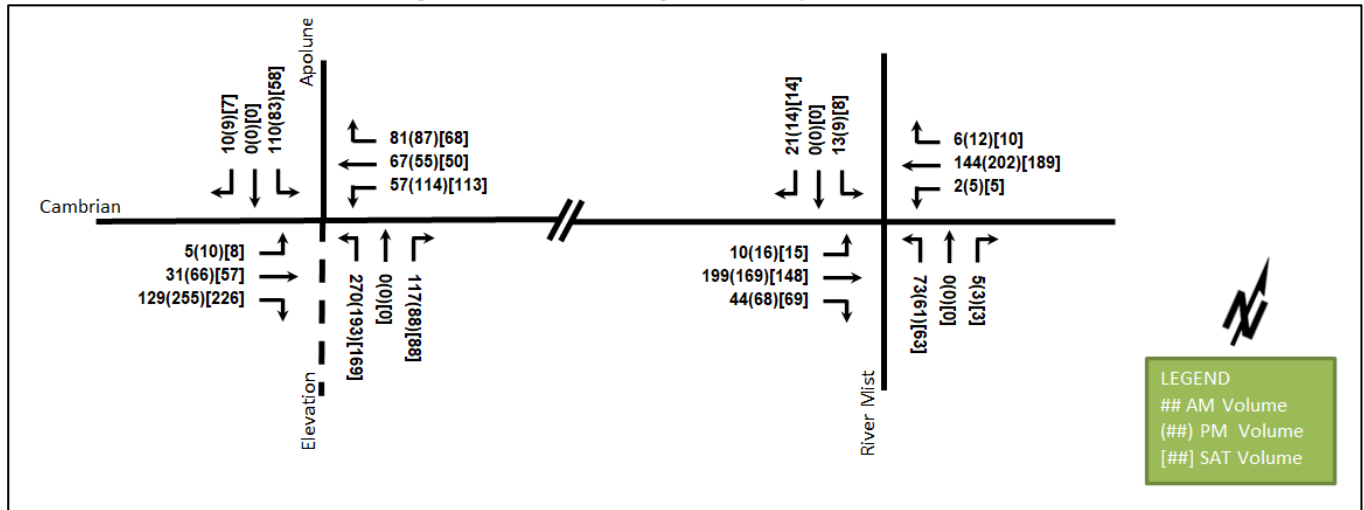 Apolune
10(9)[7]
0(0)[0]
110(83)[58]
81(87)[68]
67(55)[50]
57(114)[113]
Cambrian
5(10)[8]
31(66)[57]
129(255)[226]
270(193)[169]
0(0)[0]
117(88)[88]
Elevation
21(14)[14]
0(0)[0]
13(9)[8]
6(12)[10]
144(202)[189]
2(5)[5]
10(16)[15]
199(169)[148]
44(68)[69]
73(61)[63]
0(0)[0]
5(3)[3]
River Mist
N
LEGEND
## AM Volume
(##) PM Volume
[##] SAT Volume